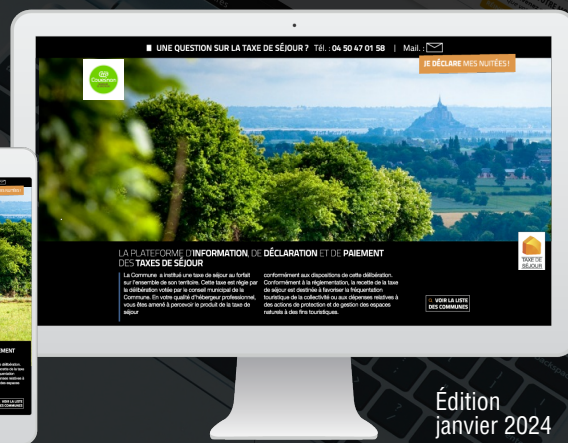 UNE QUESTION SUR LA TAXE DE SÉJOUR ? Tél. : 04 50 47 01 58 | Mail. :
JE DÉCLARE MES NUITÉES !
Couesnon
LA PLATEFORME D'INFORMATION, DE DÉCLARATION ET DE PAIEMENT
DES TAXES DE SÉJOUR
La Commune a institué une taxe de séjour au forfait
sur l'ensemble de son territoire. Cette taxe est régie par
la délibération votée par le conseil municipal de la
Commune. En votre qualité d'hébergeur professionnel,
vous êtes amené à percevoir le produit de la taxe de
séjour
conformément aux dispositions de cette délibération.
Conformément à la réglementation, la recette de la taxe
de séjour est destinée à favoriser la fréquentation
touristique de la collectivité ou aux dépenses relatives à
des actions de protection et de gestion des espaces
naturels à des fins touristiques.
TAXE DE
SÉJOUR
VOIR LA LISTE
DES COMMUNES
VOIR LA LISTE
DES COMMUNES
Édition
janvier 2024